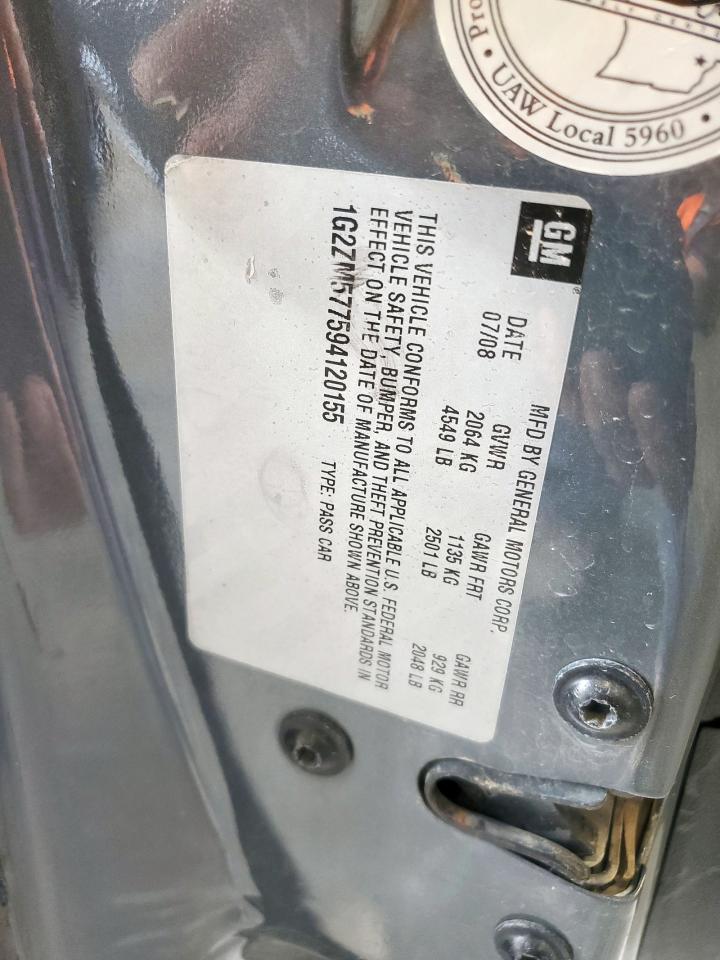 GM
MFD BY GENERAL MOTORS CORP.
DATE GVWR GAWR FRT GAWR RR
07/08 2064 KG 1135 KG 929 KG
4549 LB 2501 LB 2048 LB
THIS VEHICLE CONFORMS TO ALL APPLICABLE U.S. FEDERAL MOTOR
VEHICLE SAFETY, BUMPER, AND THEFT PREVENTION STANDARDS IN
EFFECT ON THE DATE OF MANUFACTURE SHOWN ABOVE.
1G2ZM577594120155 TYPE: PASS CAR
• UAW Local 5960 •